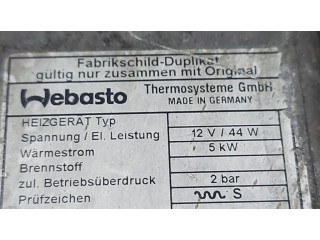 Fabrikschild-Duplikat
gültig nur zusammen mit Original
Webasto Thermosysteme GmbH
MADE IN GERMANY
HEIZGERÄT Typ
Spannung / El. Leistung 12 V / 44 W
Wärmestrom 5 kW
Brennstoff
zul. Betriebsüberdruck 2 bar
Prüfzeichen S